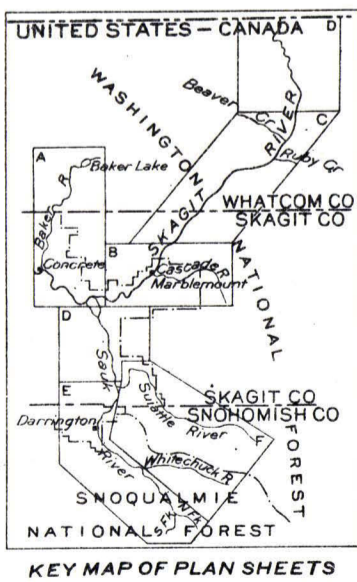 UNITED STATES - CANADA
D
WASHINGTON
Beaver Cr.
SKAGIT RIVER
C
Ruby Cr
A
Baker Lake
Baker R.
WHATCOM CO
SKAGIT CO
B
Concrete
Cascade R.
Marblemount
NATIONAL
D
Sauk
E
Suiattle
River
SKAGIT CO
SNOHOMISH CO
Darrington
River
F
FOREST
Whitechuck R
SNOQUALMIE
N.Fk.
S.Fk.
NATIONAL FOREST
KEY MAP OF PLAN SHEETS